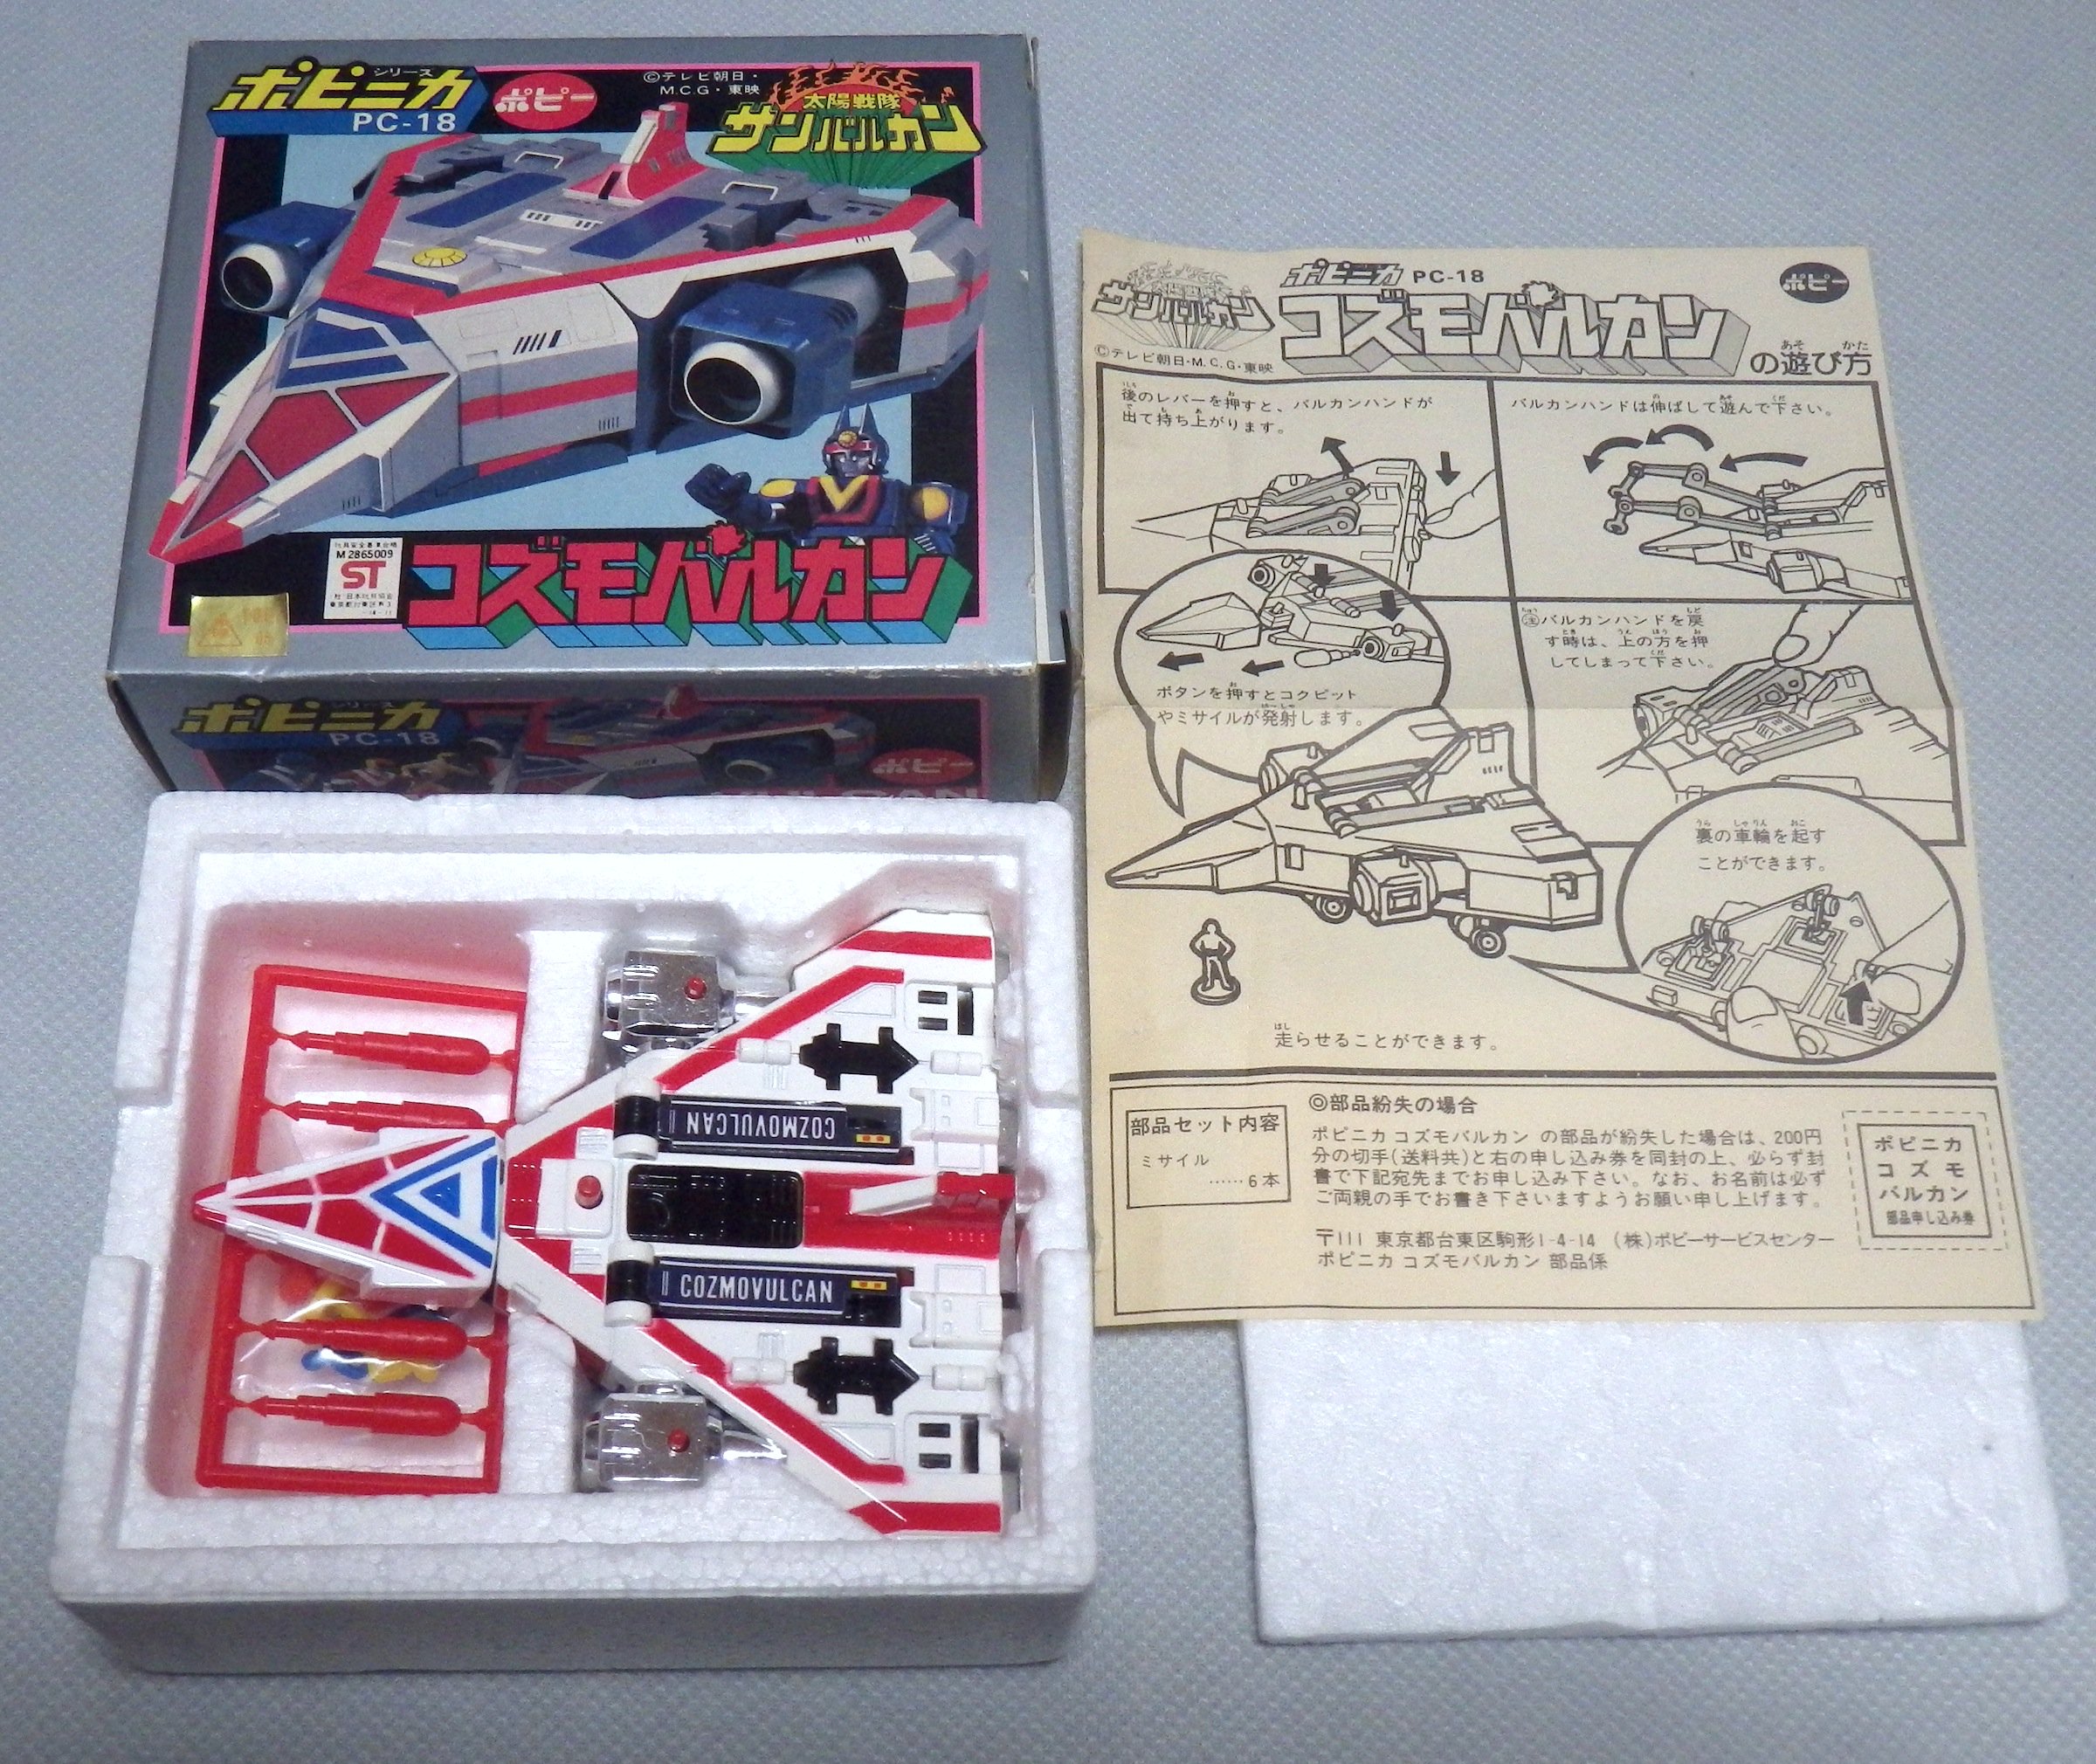 ポピニカ
シリーズ
PC-18
ポピー
©テレビ朝日・
M.C.G・東映
太陽戦隊
サンバルカン
M 2865009
ST
コズモバルカン
ポピニカ
シリーズ
PC-18
ポピー
COZMOVULCAN
COZMOVULCAN
太陽戦隊
サンバルカン
©テレビ朝日・M.C.G・東映
ポピニカ PC-18
コズモバルカン
の遊び方
ポピー
後のレバーを押すと、バルカンハンドが
出て持ち上がります。
バルカンハンドは伸ばして遊んで下さい。
ボタンを押すとコクピット
やミサイルが発射します。
㊟バルカンハンドを戻
す時は、上の方を押
してしまって下さい。
裏の車輪を起す
ことができます。
走らせることができます。
部品セット内容
ミサイル
……6本
◎部品紛失の場合
ポピニカ コズモバルカン の部品が紛失した場合は、200円
分の切手(送料共)と右の申し込み券を同封の上、必らず封
書で下記宛先までお申し込み下さい。なお、お名前は必ず
ご両親の手でお書き下さいますようお願い申し上げます。
〒111 東京都台東区駒形1-4-14 (株)ポピーサービスセンター
ポピニカ コズモバルカン 部品係
ポピニカ
コズモ
バルカン
部品申し込み券